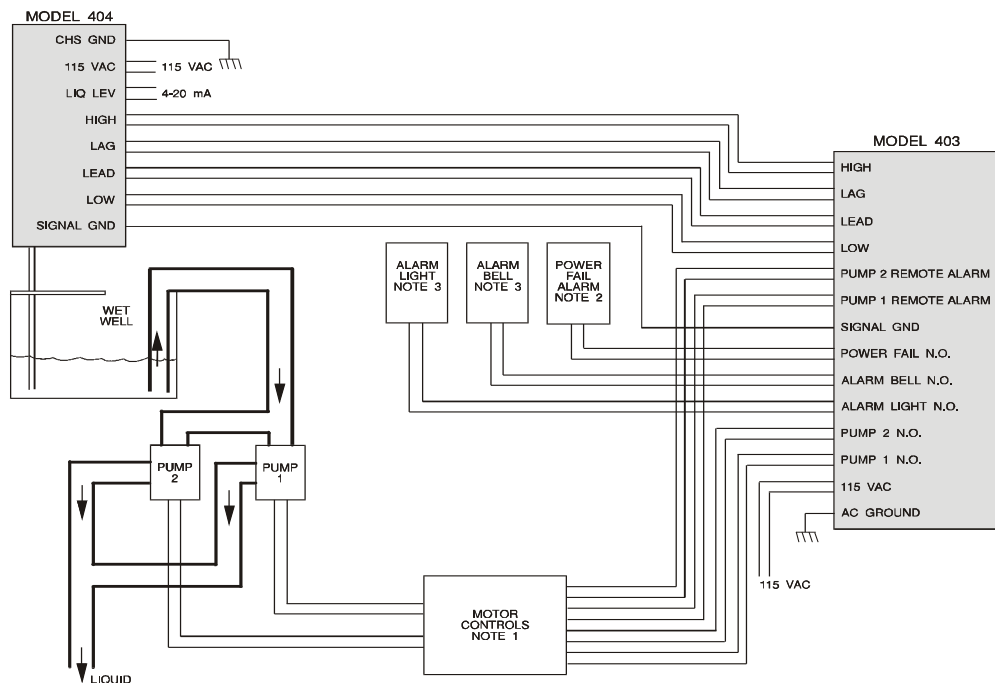 MODEL 404
CHS GND
115 VAC
115 VAC
LIQ LEV
4-20 mA
HIGH
LAG
LEAD
LOW
SIGNAL GND
MODEL 403
HIGH
LAG
LEAD
LOW
PUMP 2 REMOTE ALARM
PUMP 1 REMOTE ALARM
SIGNAL GND
POWER FAIL N.O.
ALARM BELL N.O.
ALARM LIGHT N.O.
PUMP 2 N.O.
PUMP 1 N.O.
115 VAC
AC GROUND
115 VAC
ALARM
LIGHT
NOTE 3
ALARM
BELL
NOTE 3
POWER
FAIL
ALARM
NOTE 2
WET
WELL
PUMP
2
PUMP
1
MOTOR
CONTROLS
NOTE 1
LIQUID